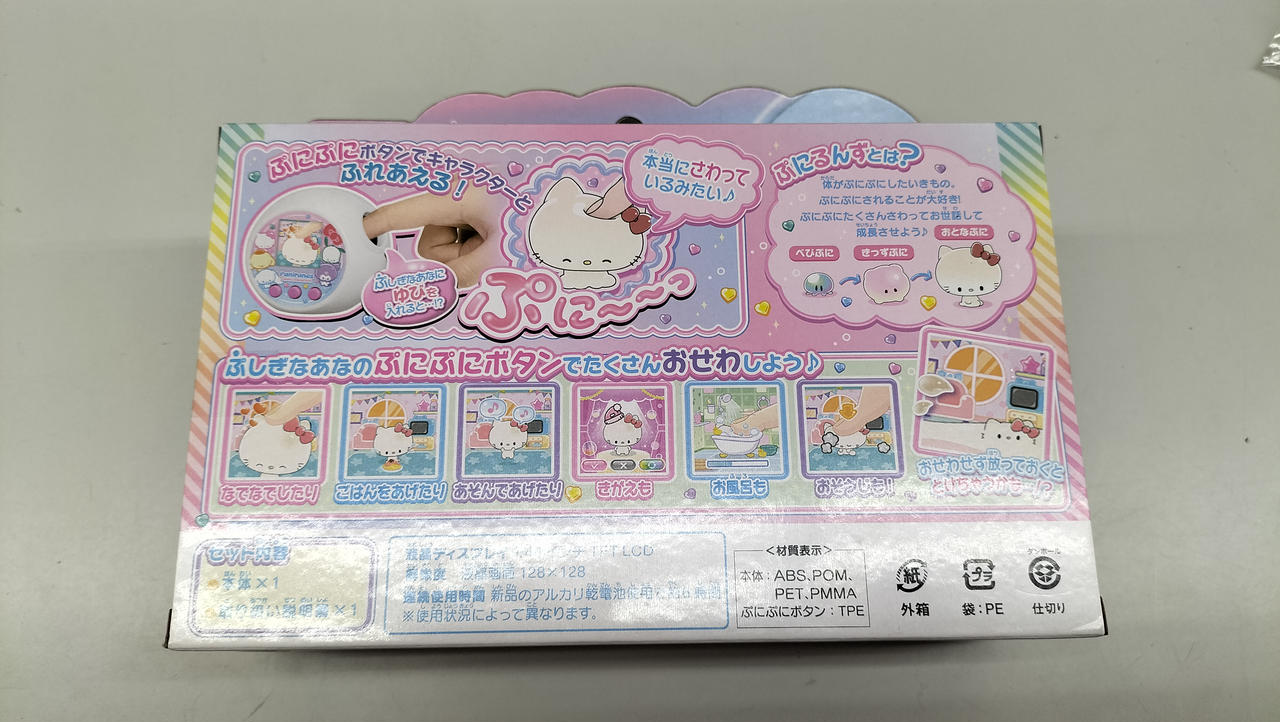 ぷにぷにボタンでキャラクターと
ふれあえる！
本当にさわって
いるみたい♪
ふしぎなあなに
ゆびを
入れると…!?
ぷに〜〜〜っ
ぷにるんずとは？
体がぷにぷにしたいきもの。
ぷにぷにされることが大好き!
ぷにぷにたくさんさわってお世話して
成長させよう♪
べびぷに
きっずぷに
おとなぷに
ふしぎなあなのぷにぷにボタンでたくさんおせわしよう♪
なでなでしたり
ごはんをあげたり
あそんであげたり
きがえも
お風呂も
おそうじも!
おせわせず放っておくと
セット内容
本体×1
取り扱い説明書×1
液晶ディスプレイ インチ TFT LCD
解像度 液晶画面 128×128
連続使用時間 新品のアルカリ乾電池使用 時間
※使用状況によって異なります。
＜材質表示＞
本体：ABS、POM、
PET、PMMA
ぷにぷにボタン：TPE
紙
外箱
プラ
袋：PE
ダンボール
仕切り